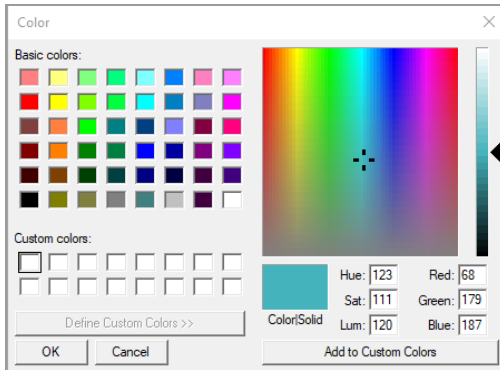 Color
Basic colors:
Custom colors:
Define Custom Colors >>
OK Cancel
Color|Solid
Hue: 123 Red: 68
Sat: 111 Green: 179
Lum: 120 Blue: 187
Add to Custom Colors